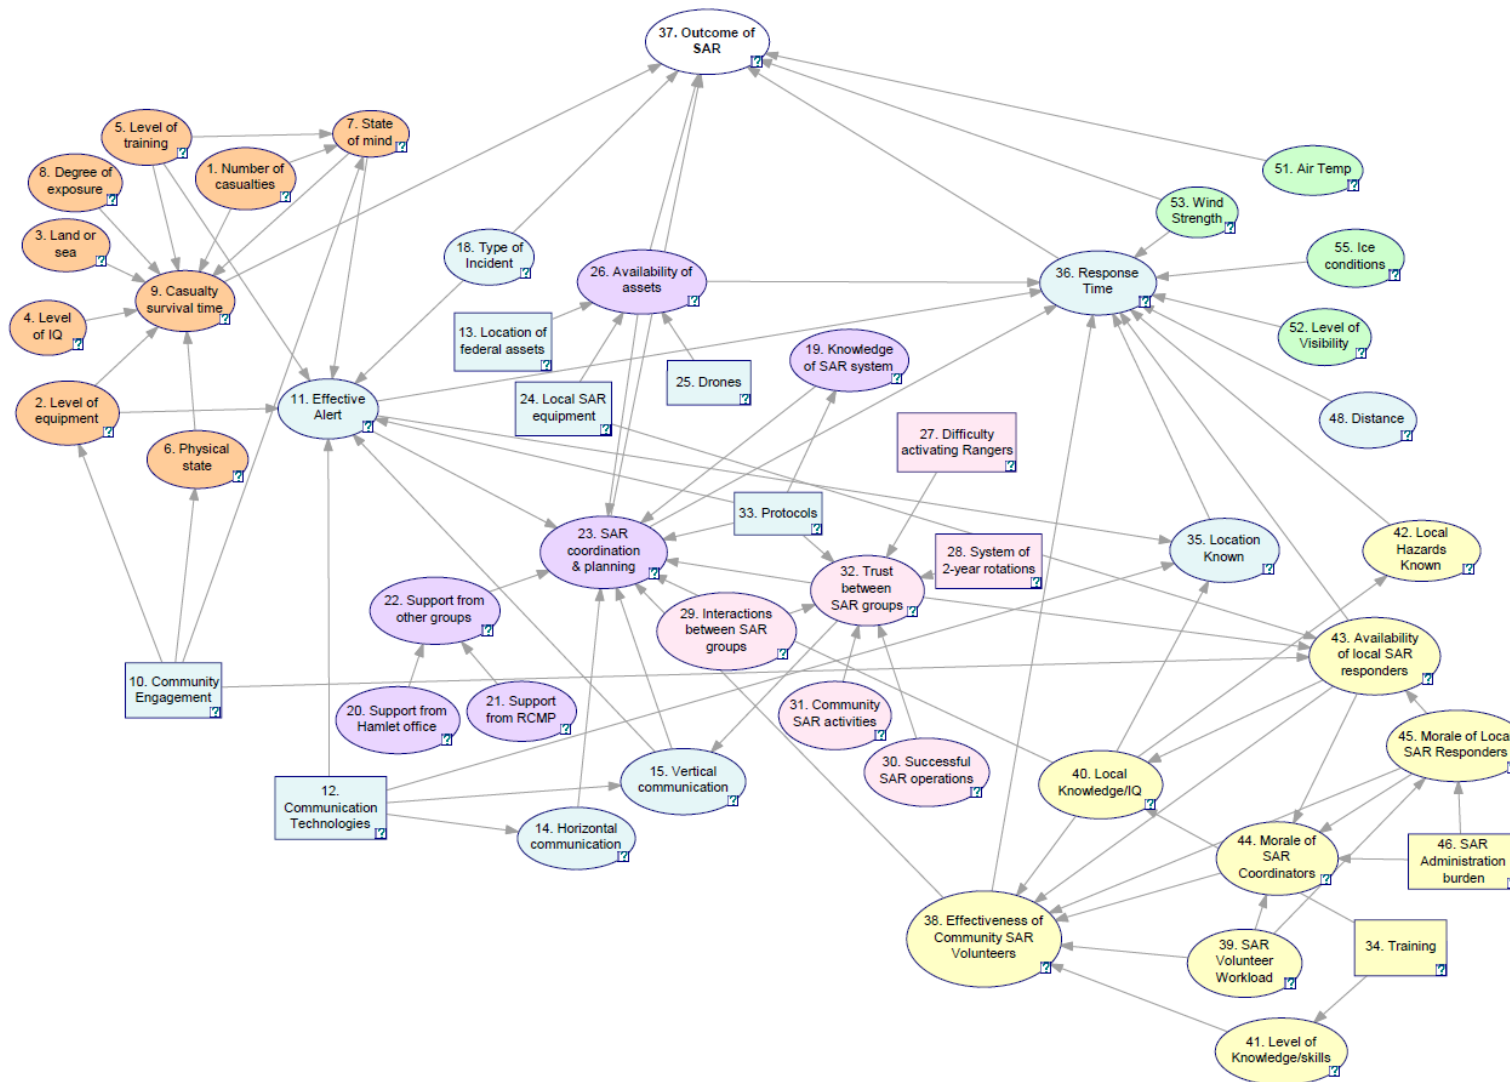 37. Outcome of
SAR
5. Level of
training
7. State
of mind
8. Degree of
exposure
1. Number of
casualties
51. Air Temp
3. Land or
sea
53. Wind
Strength
18. Type of
Incident
26. Availability of
assets
36. Response
Time
55. Ice
conditions
9. Casualty
survival time
4. Level
of IQ
13. Location of
federal assets
19. Knowledge
of SAR system
52. Level of
Visibility
25. Drones
2. Level of
equipment
11. Effective
Alert
24. Local SAR
equipment
48. Distance
6. Physical
state
27. Difficulty
activating Rangers
33. Protocols
23. SAR
coordination
& planning
35. Location
Known
42. Local
Hazards
Known
32. Trust
between
SAR groups
28. System of
2-year rotations
22. Support from
other groups
29. Interactions
between SAR
groups
43. Availability
of local SAR
responders
10. Community
Engagement
20. Support from
Hamlet office
21. Support
from RCMP
31. Community
SAR activities
45. Morale of Local
SAR Responders
30. Successful
SAR operations
15. Vertical
communication
40. Local
Knowledge/IQ
12.
Communication
Technologies
14. Horizontal
communication
44. Morale of
SAR
Coordinators
46. SAR
Administration
burden
38. Effectiveness of
Community SAR
Volunteers
39. SAR
Volunteer
Workload
34. Training
41. Level of
Knowledge/skills